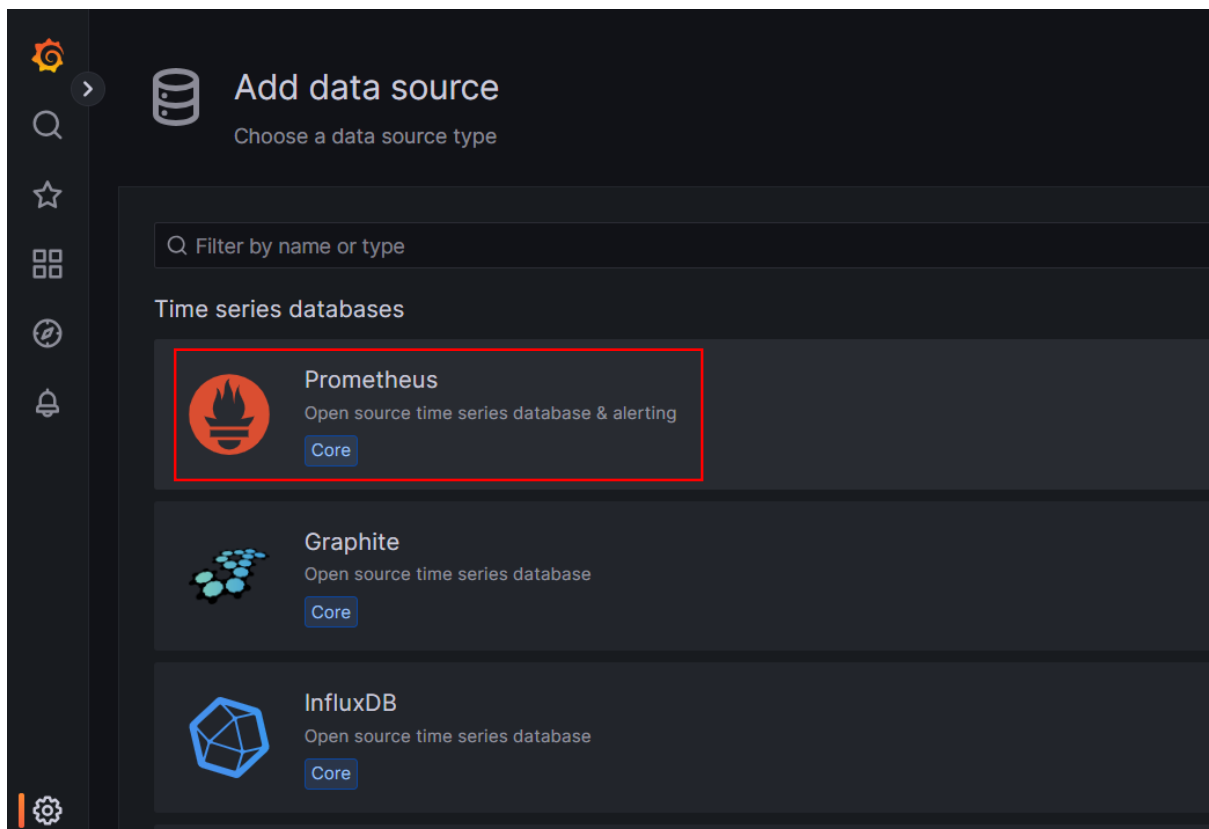 Add data source
Choose a data source type
Filter by name or type
Time series databases
Prometheus
Open source time series database & alerting
Core
Graphite
Open source time series database
Core
InfluxDB
Open source time series database
Core